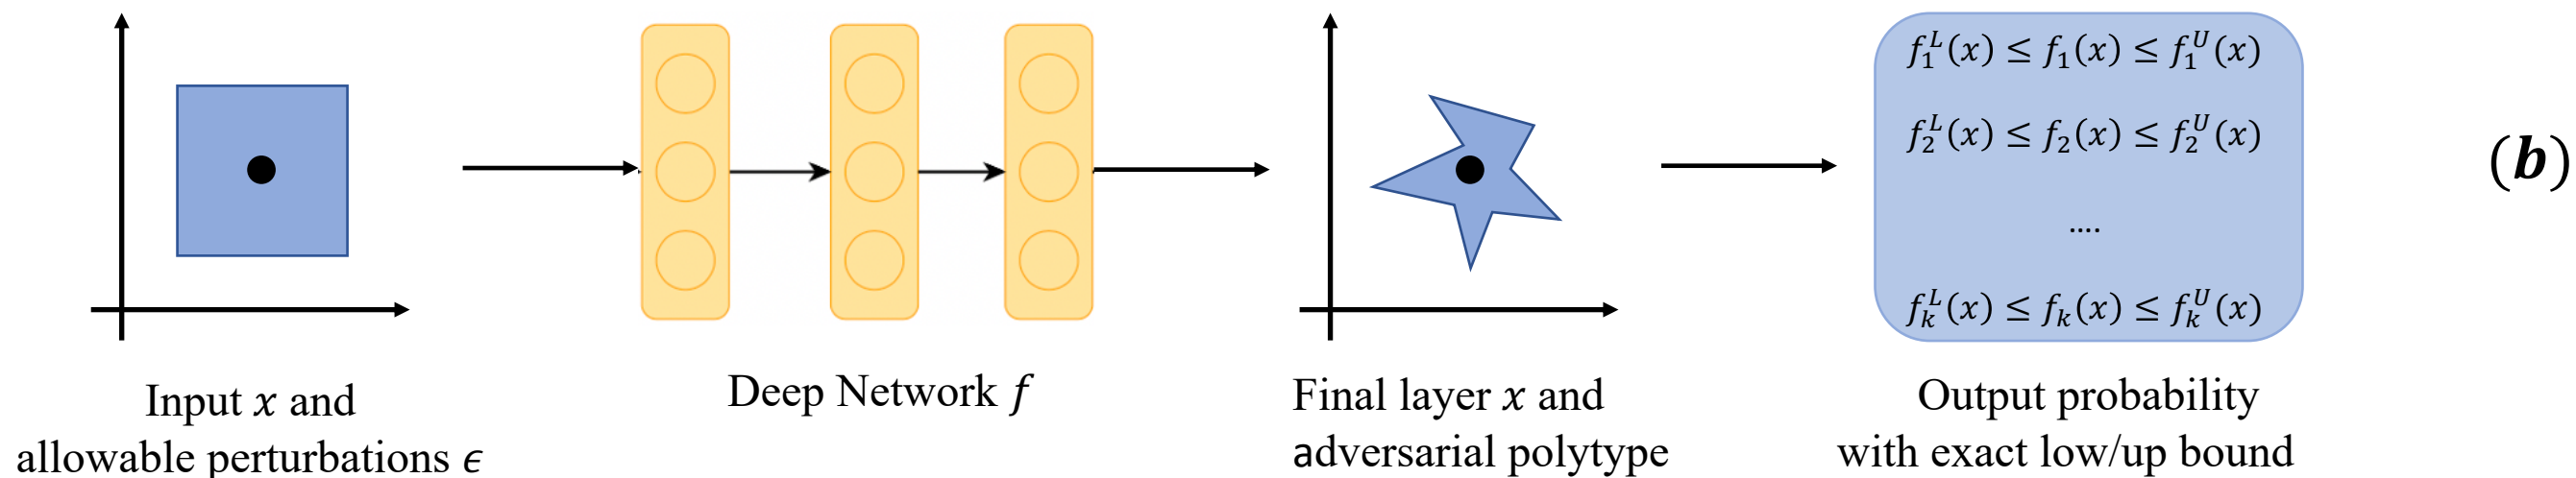 f_1^L(x) ≤ f_1(x) ≤ f_1^U(x)
f_2^L(x) ≤ f_2(x) ≤ f_2^U(x)
....
f_k^L(x) ≤ f_k(x) ≤ f_k^U(x)
(b)
Input x and
allowable perturbations ϵ
Deep Network f
Final layer x and
adversarial polytype
Output probability
with exact low/up bound